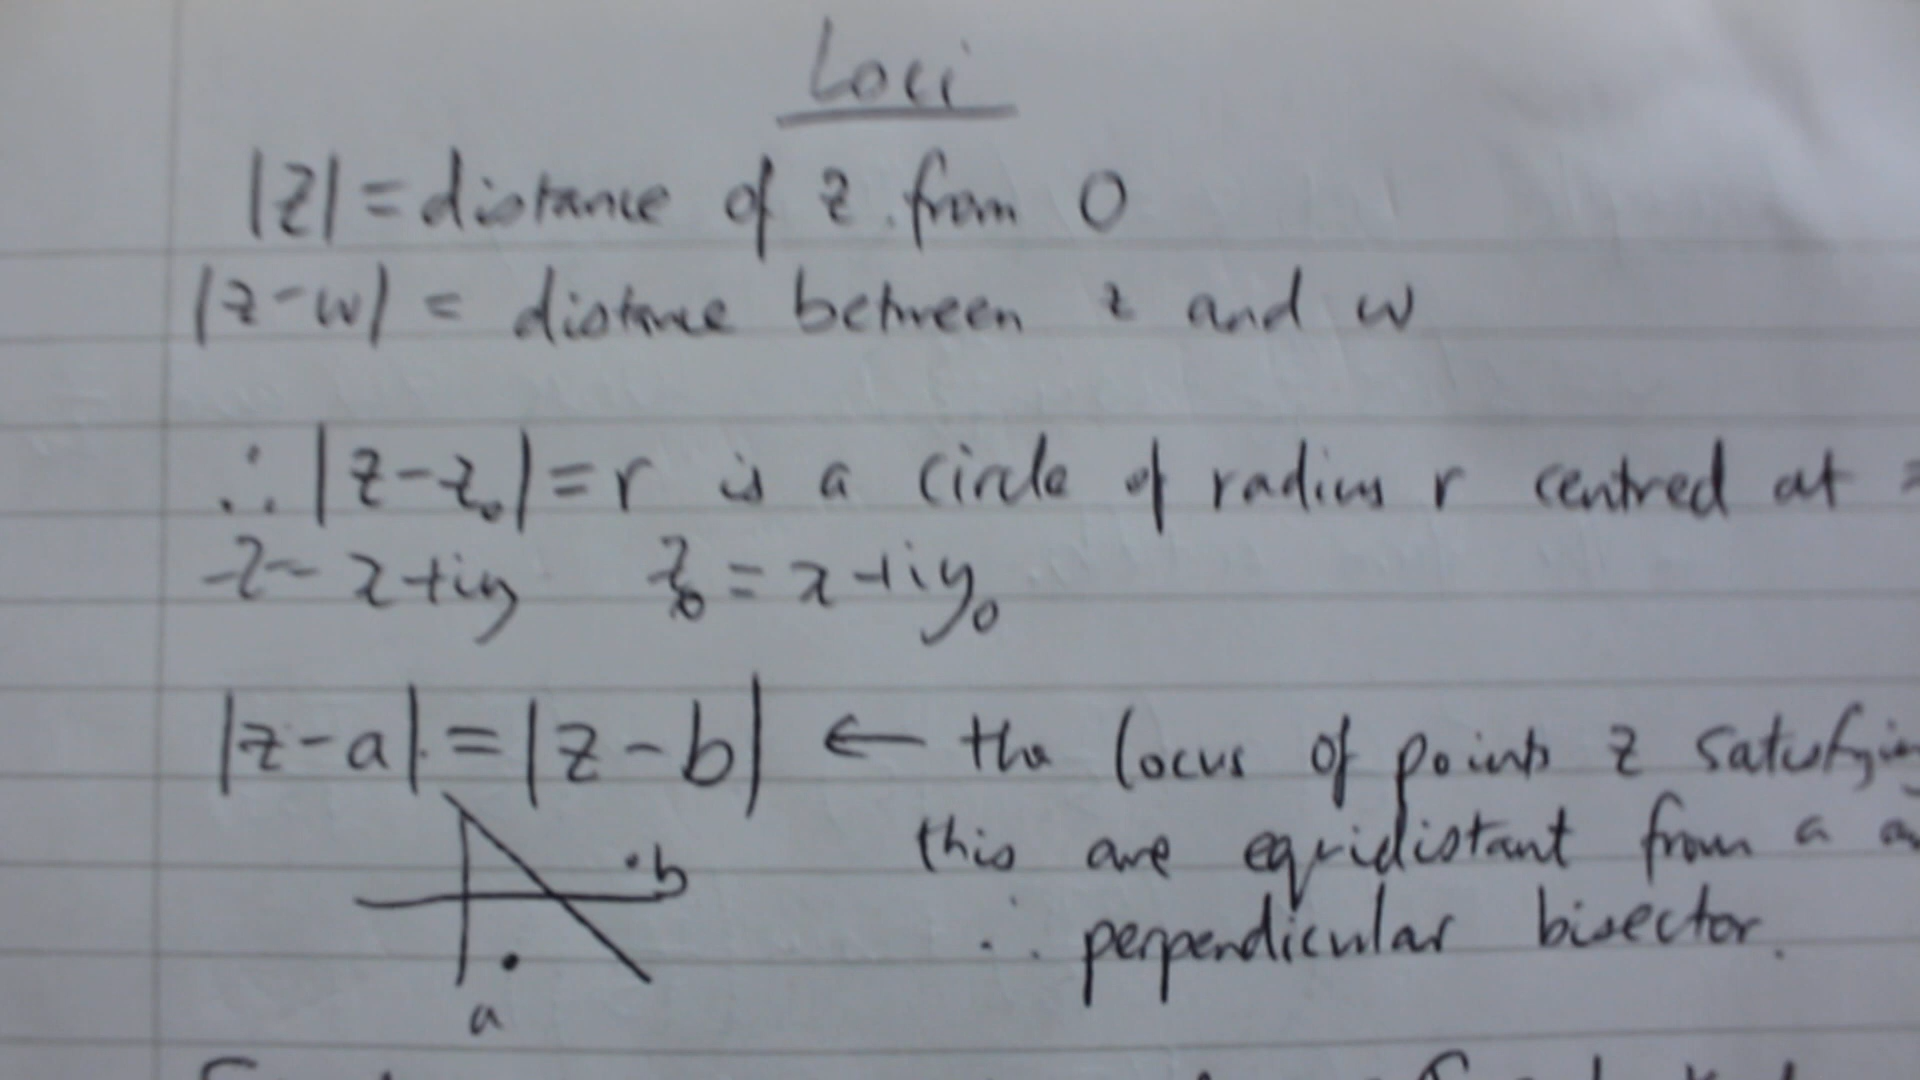 Loci
|z| = distance of z from 0
|z-w| = distance between z and w
∴ |z-z₀| = r is a circle of radius r centred at
z = x+iy z₀ = x+iy₀
|z-a| = |z-b| ← the locus of points z satisfying
this are equidistant from a
·b
∴ perpendicular bisector.
a